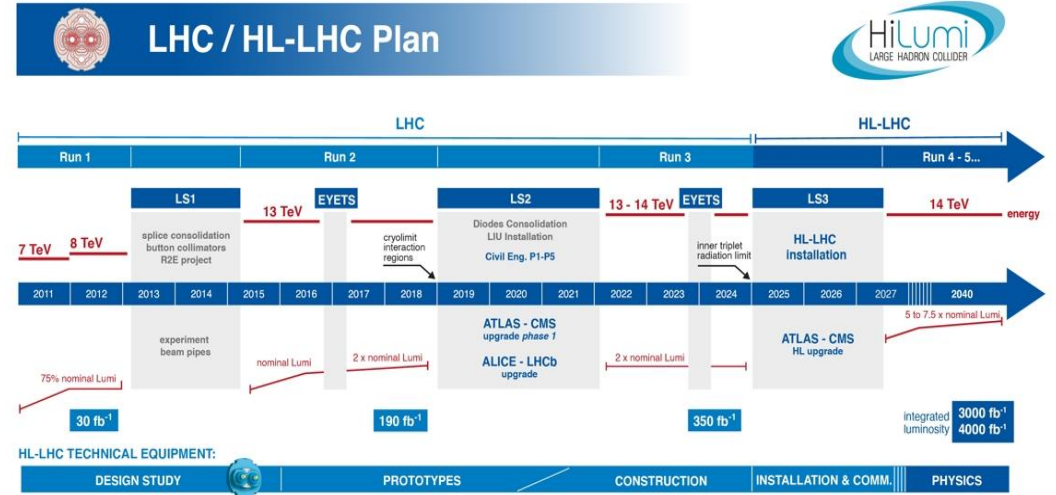 LHC / HL-LHC Plan
HiLumi
LARGE HADRON COLLIDER
LHC
HL-LHC
Run 1
Run 2
Run 3
Run 4 - 5...
LS1
EYETS
LS2
EYETS
LS3
7 TeV
8 TeV
13 TeV
13 - 14 TeV
14 TeV
energy
splice consolidation
button collimators
R2E project
cryolimit
interaction
regions
Diodes Consolidation
LIU Installation
Civil Eng. P1-P5
inner triplet
radiation limit
HL-LHC
installation
2011 2012 2013 2014 2015 2016 2017 2018 2019 2020 2021 2022 2023 2024 2025 2026 2027 2040
experiment
beam pipes
ATLAS - CMS
upgrade phase 1
ALICE - LHCb
upgrade
ATLAS - CMS
HL upgrade
75% nominal Lumi
nominal Lumi
2 x nominal Lumi
2 x nominal Lumi
5 to 7.5 x nominal Lumi
30 fb-1
190 fb-1
350 fb-1
integrated
luminosity
3000 fb-1
4000 fb-1
HL-LHC TECHNICAL EQUIPMENT:
DESIGN STUDY
PROTOTYPES
CONSTRUCTION
INSTALLATION & COMM.
PHYSICS